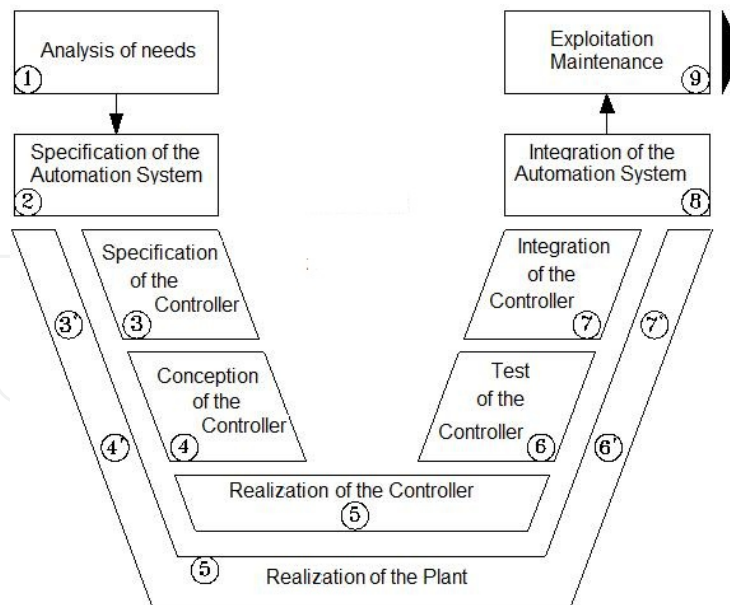 Analysis of needs
①
Specification of the
Automation System
②
Specification
of the
Controller
③
3'
Conception
of the
Controller
④
4'
Realization of the Controller
⑤
⑤
Realization of the Plant
Test
of the
Controller
⑥
6'
Integration
of the
Controller
⑦
7'
Integration of the
Automation System
⑧
Exploitation
Maintenance
⑨